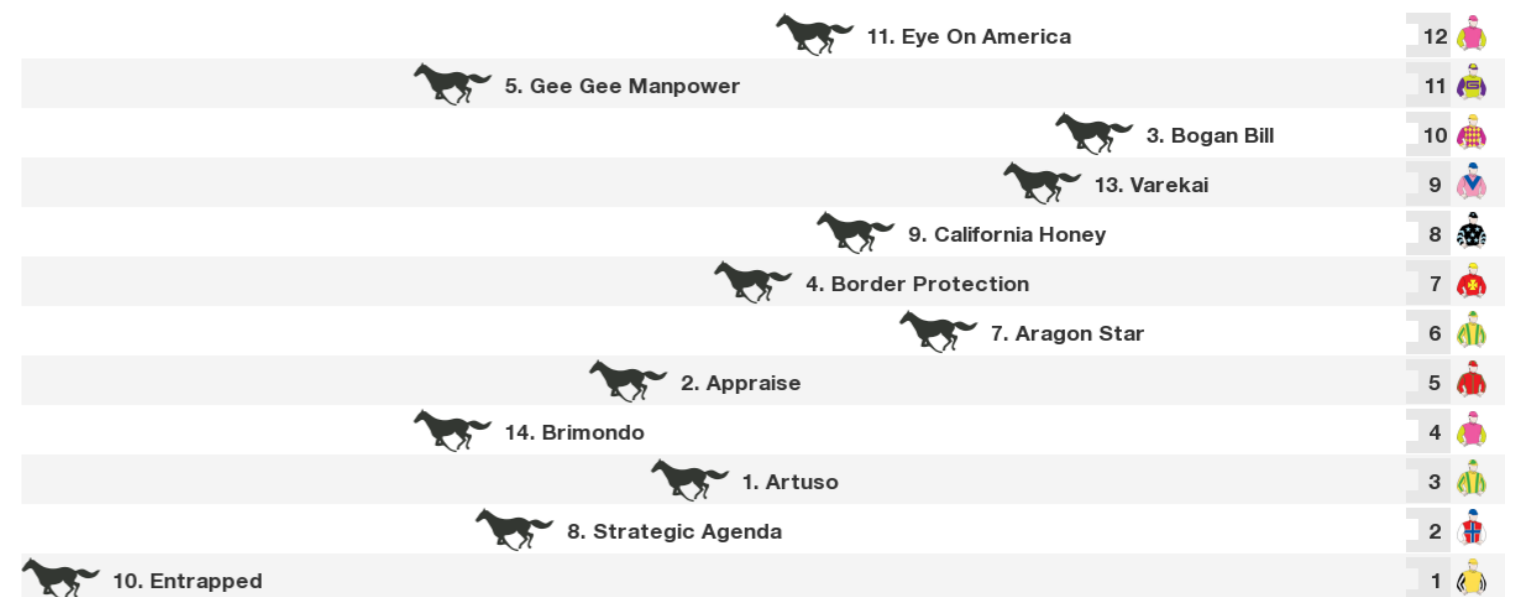 11. Eye On America 12
5. Gee Gee Manpower 11
3. Bogan Bill 10
13. Varekai 9
9. California Honey 8
4. Border Protection 7
7. Aragon Star 6
2. Appraise 5
14. Brimondo 4
1. Artuso 3
8. Strategic Agenda 2
10. Entrapped 1